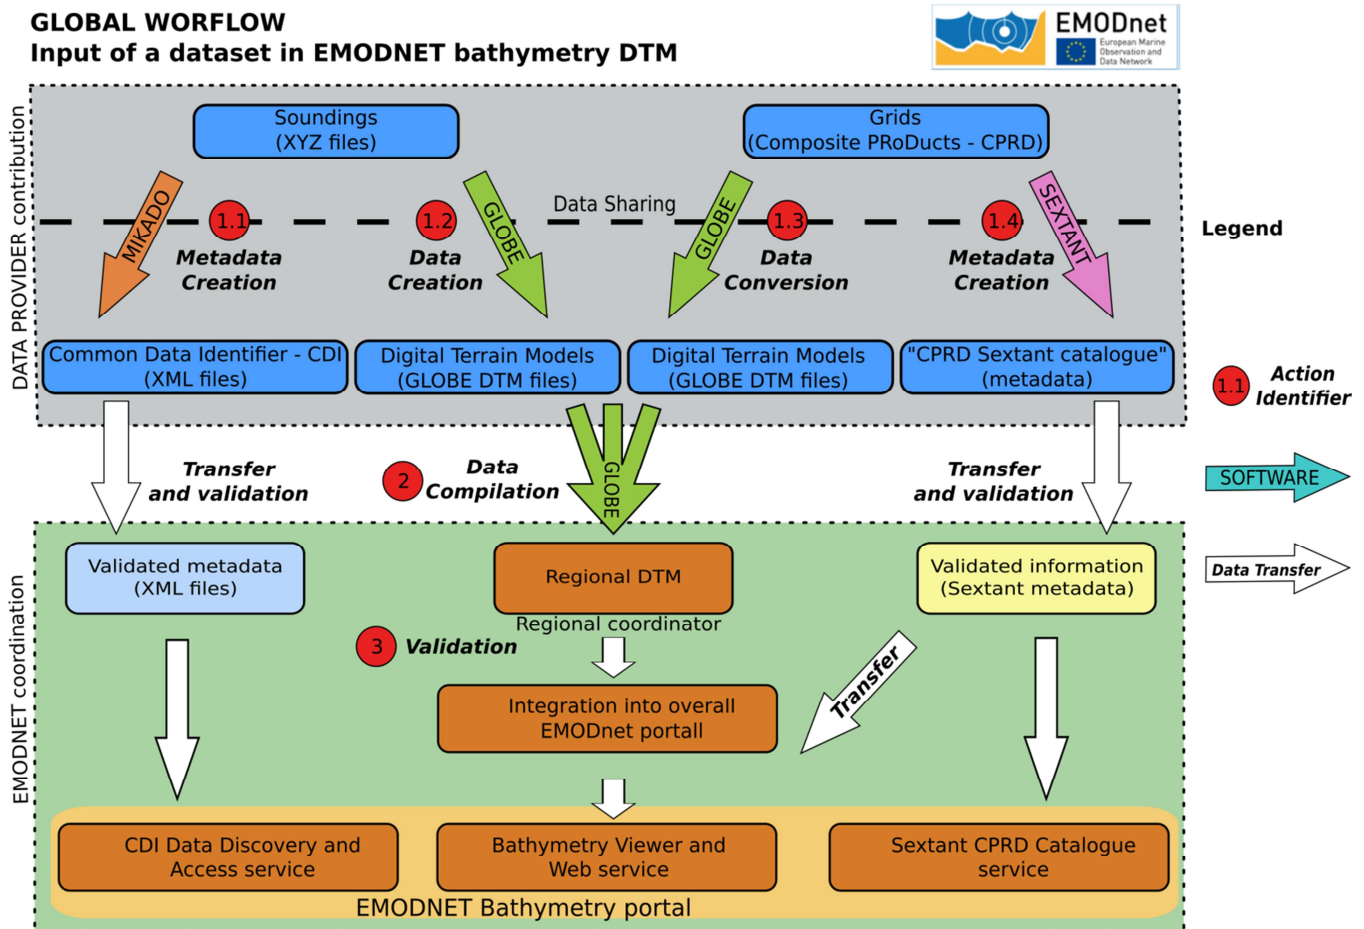 GLOBAL WORFLOW
Input of a dataset in EMODNET bathymetry DTM
EMODnet
European Marine
Observation and
Data Network
DATA PROVIDER contribution
Soundings
(XYZ files)
Grids
(Composite PRoDucts - CPRD)
MIKADO
1.1
Metadata
Creation
1.2
Data
Creation
GLOBE
Data Sharing
GLOBE
1.3
Data
Conversion
1.4
Metadata
Creation
SEXTANT
Common Data Identifier - CDI
(XML files)
Digital Terrain Models
(GLOBE DTM files)
Digital Terrain Models
(GLOBE DTM files)
"CPRD Sextant catalogue"
(metadata)
Legend
1.1
Action
Identifier
SOFTWARE
Data Transfer
Transfer
and validation
2
Data
Compilation
GLOBE
Transfer
and validation
EMODNET coordination
Validated metadata
(XML files)
Regional DTM
Regional coordinator
Validated information
(Sextant metadata)
3
Validation
Transfer
Integration into overall
EMODnet portall
CDI Data Discovery and
Access service
Bathymetry Viewer and
Web service
Sextant CPRD Catalogue
service
EMODNET Bathymetry portal